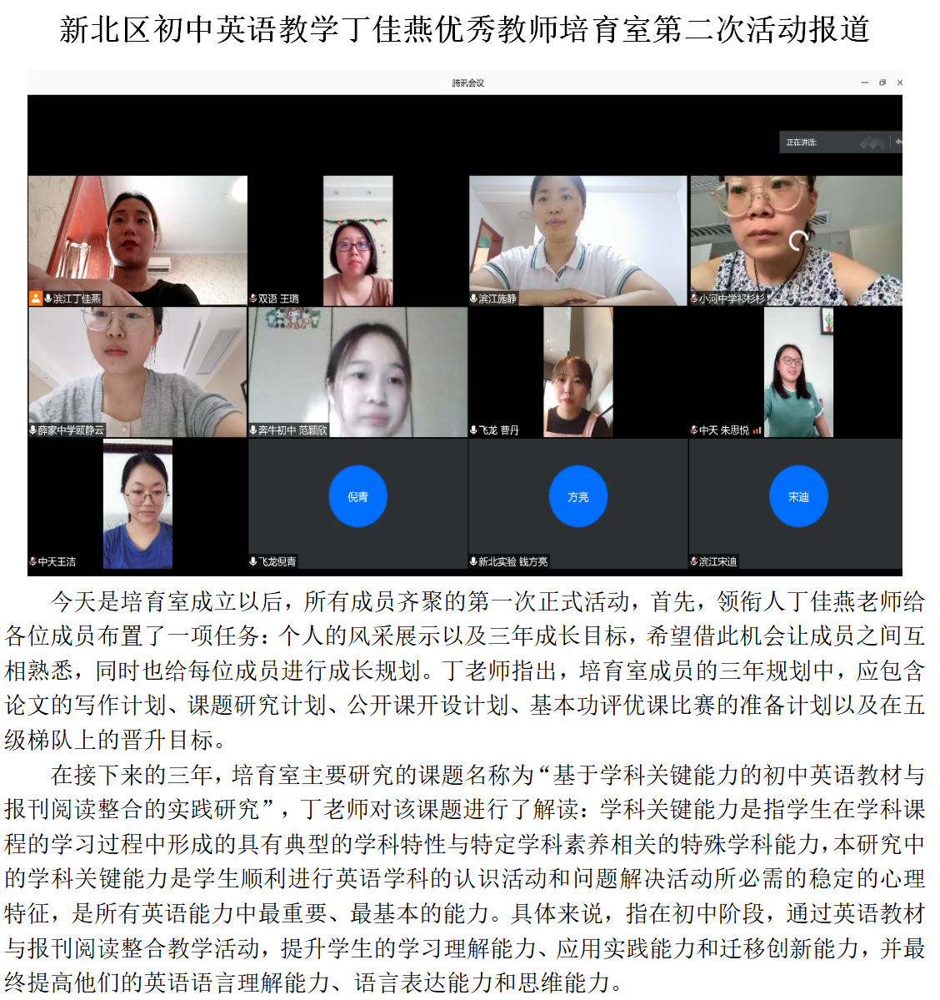 新北区初中英语教学丁佳燕优秀教师培育室第二次活动报道
腾讯会议
正在讲话:
滨江丁佳燕
双语 王璐
滨江施静
小河中学祁杉杉
薛家中学顾静云
奔牛初中 范颖欣
飞龙 曹丹
中天 朱思悦
中天王洁
倪青
飞龙倪青
方亮
新北实验 钱方亮
宋迪
滨江宋迪
今天是培育室成立以后，所有成员齐聚的第一次正式活动，首先，领衔人丁佳燕老师给
各位成员布置了一项任务：个人的风采展示以及三年成长目标，希望借此机会让成员之间互
相熟悉，同时也给每位成员进行成长规划。丁老师指出，培育室成员的三年规划中，应包含
论文的写作计划、课题研究计划、公开课开设计划、基本功评优课比赛的准备计划以及在五
级梯队上的晋升目标。
在接下来的三年，培育室主要研究的课题名称为“基于学科关键能力的初中英语教材与
报刊阅读整合的实践研究”，丁老师对该课题进行了解读：学科关键能力是指学生在学科课
程的学习过程中形成的具有典型的学科特性与特定学科素养相关的特殊学科能力，本研究中
的学科关键能力是学生顺利进行英语学科的认识活动和问题解决活动所必需的稳定的心理
特征，是所有英语能力中最重要、最基本的能力。具体来说，指在初中阶段，通过英语教材
与报刊阅读整合教学活动，提升学生的学习理解能力、应用实践能力和迁移创新能力，并最
终提高他们的英语语言理解能力、语言表达能力和思维能力。